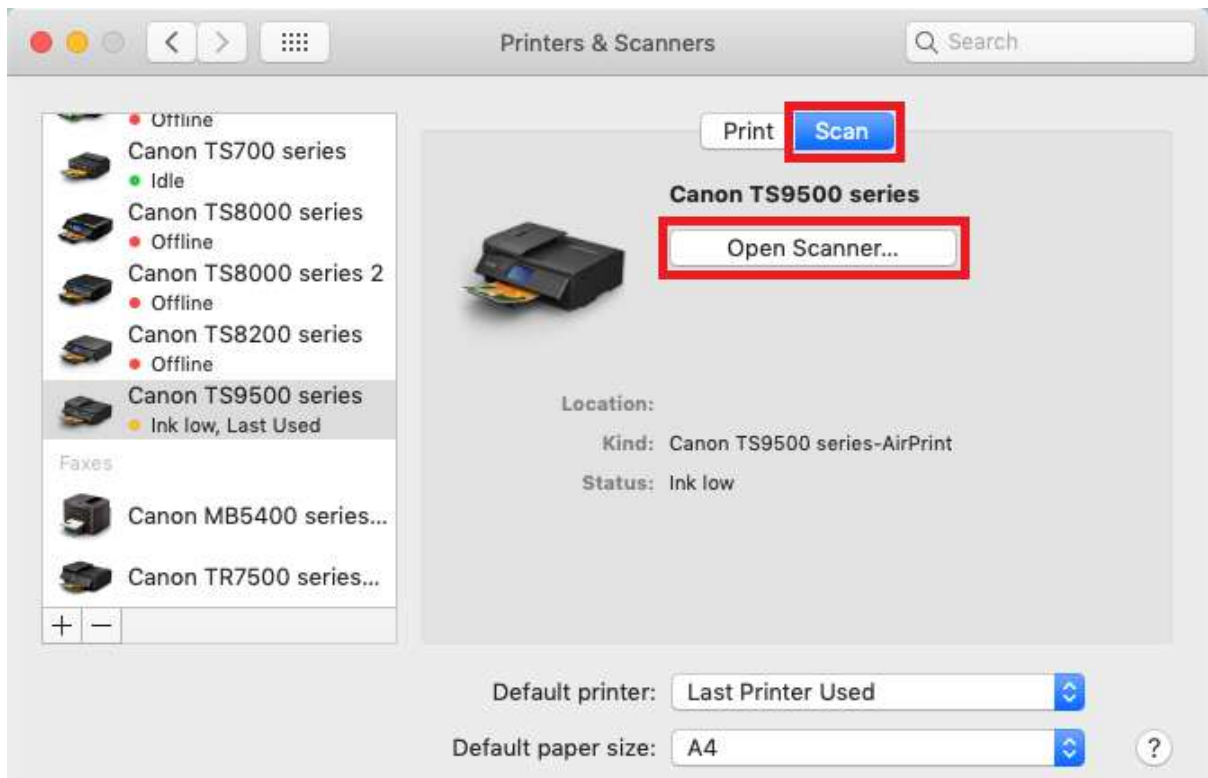 Printers & Scanners
Search
Offline
Canon TS700 series
Idle
Canon TS8000 series
Offline
Canon TS8000 series 2
Offline
Canon TS8200 series
Offline
Canon TS9500 series
Ink low, Last Used
Faxes
Canon MB5400 series...
Canon TR7500 series...
+ −
Print Scan
Canon TS9500 series
Open Scanner...
Location:
Kind: Canon TS9500 series-AirPrint
Status: Ink low
Default printer: Last Printer Used
Default paper size: A4
?